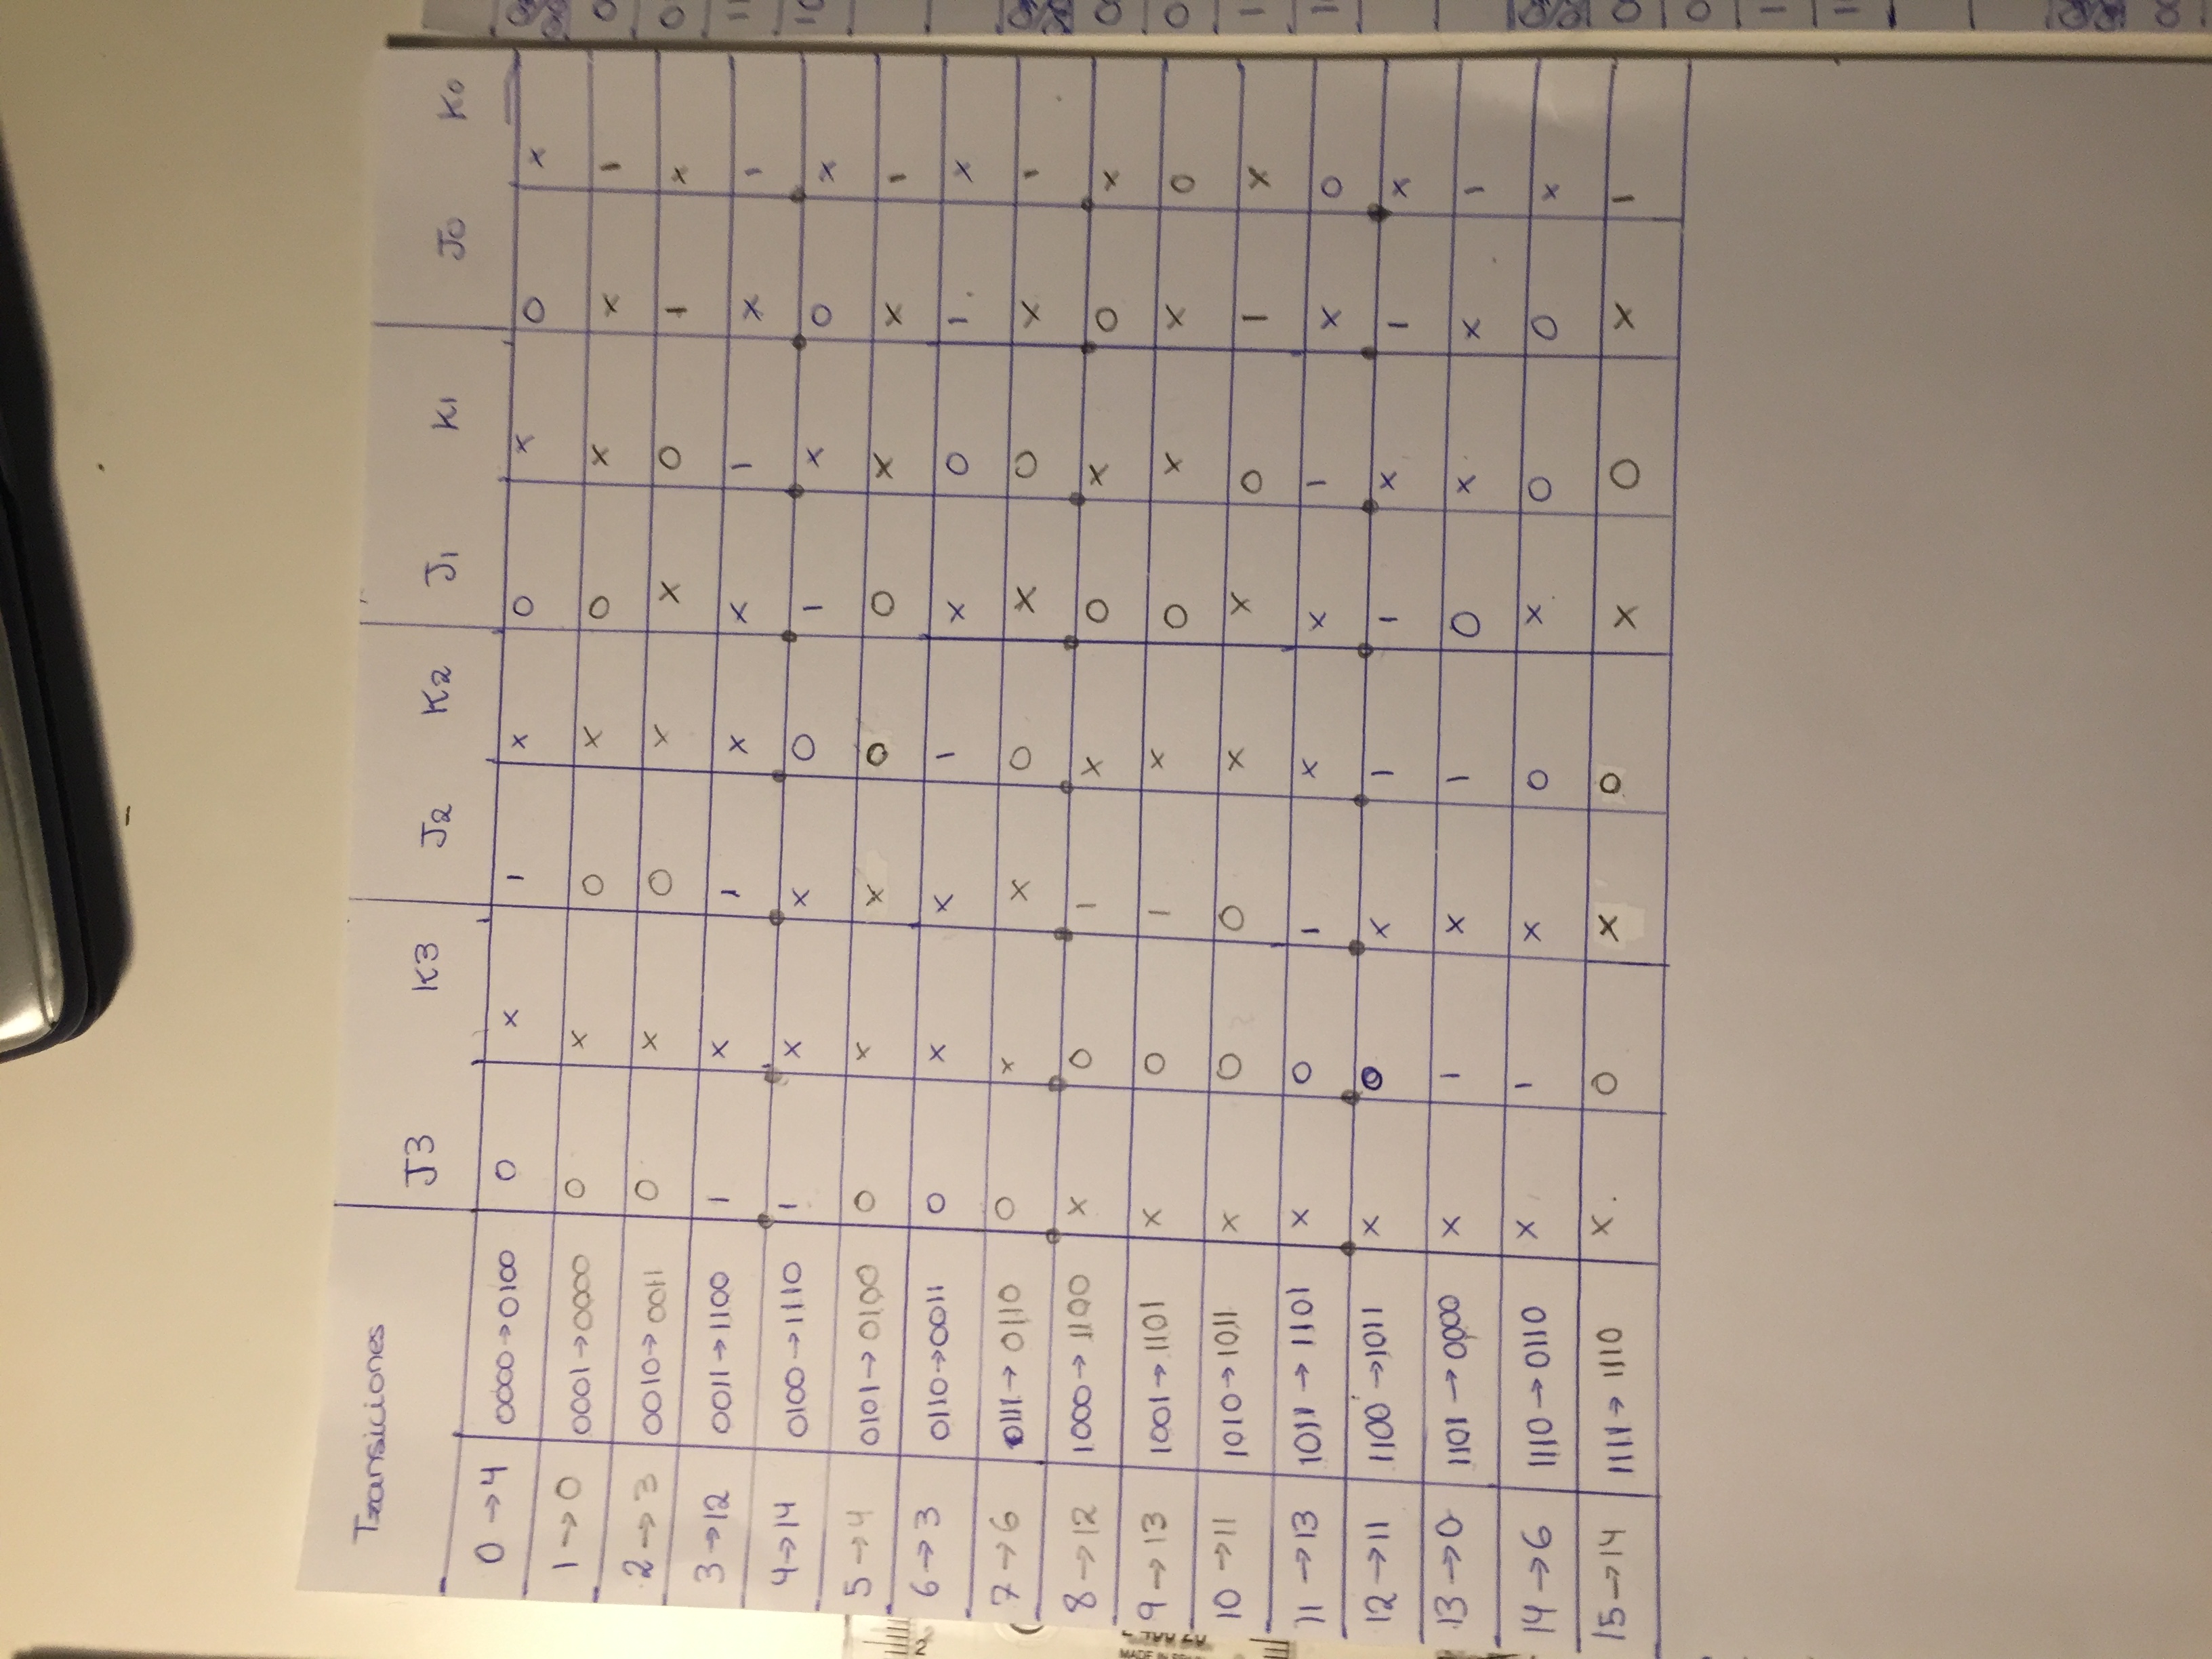 Transiciones J3 K3 J2 K2 J1 K1 J0 K0
0 → 4 0000 → 0100 0 x 1 x 0 x 0 x
1 → 0 0001 → 0000 0 x 0 x 0 x x 1
2 → 3 0010 → 0011 0 x 0 x x 0 1 x
3 → 12 0011 → 1100 1 x 1 x x 1 x 1
4 → 14 0100 → 1110 1 x x 0 1 x 0 x
5 → 4 0101 → 0100 0 x x 0 0 x x 1
6 → 3 0110 → 0011 0 x x 1 x 0 1 x
7 → 6 0111 → 0110 0 x x 0 x 0 x 1
8 → 12 1000 → 1100 x 0 1 x 0 x 0 x
9 → 13 1001 → 1101 x 0 1 x 0 x x 0
10 → 11 1010 → 1011 x 0 0 x x 0 1 x
11 → 13 1011 → 1101 x 0 1 x x 1 x 0
12 → 11 1100 → 1011 x 0 x 1 1 x 1 x
13 → 0 1101 → 0000 x 1 x 1 0 x x 1
14 → 6 1110 → 0110 x 1 x 0 x 0 0 x
15 → 14 1111 → 1110 x 0 x 0 x 0 x 1